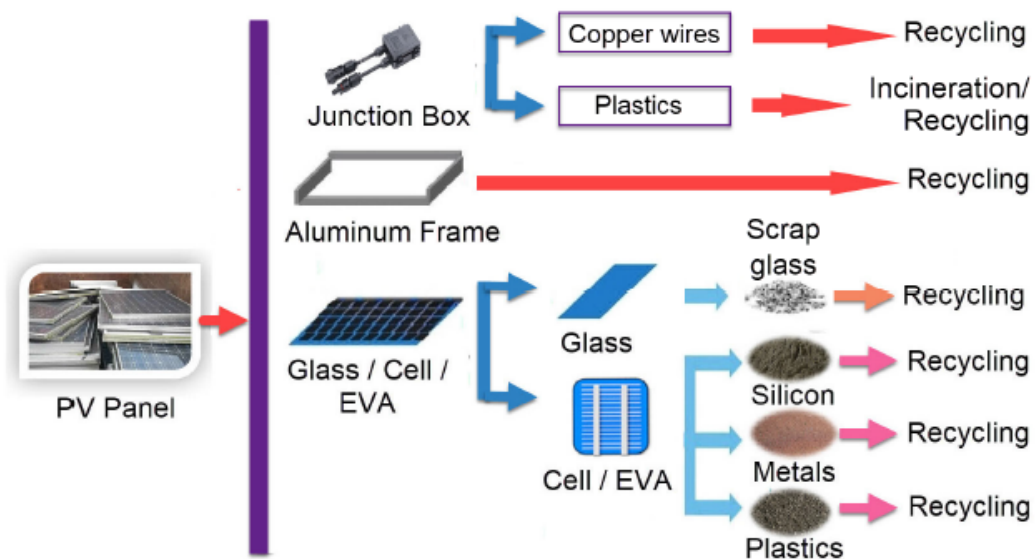 Junction Box
Copper wires
Recycling
Plastics
Incineration/
Recycling
Aluminum Frame
Recycling
PV Panel
Glass / Cell /
EVA
Glass
Scrap
glass
Recycling
Cell / EVA
Silicon
Recycling
Metals
Recycling
Plastics
Recycling